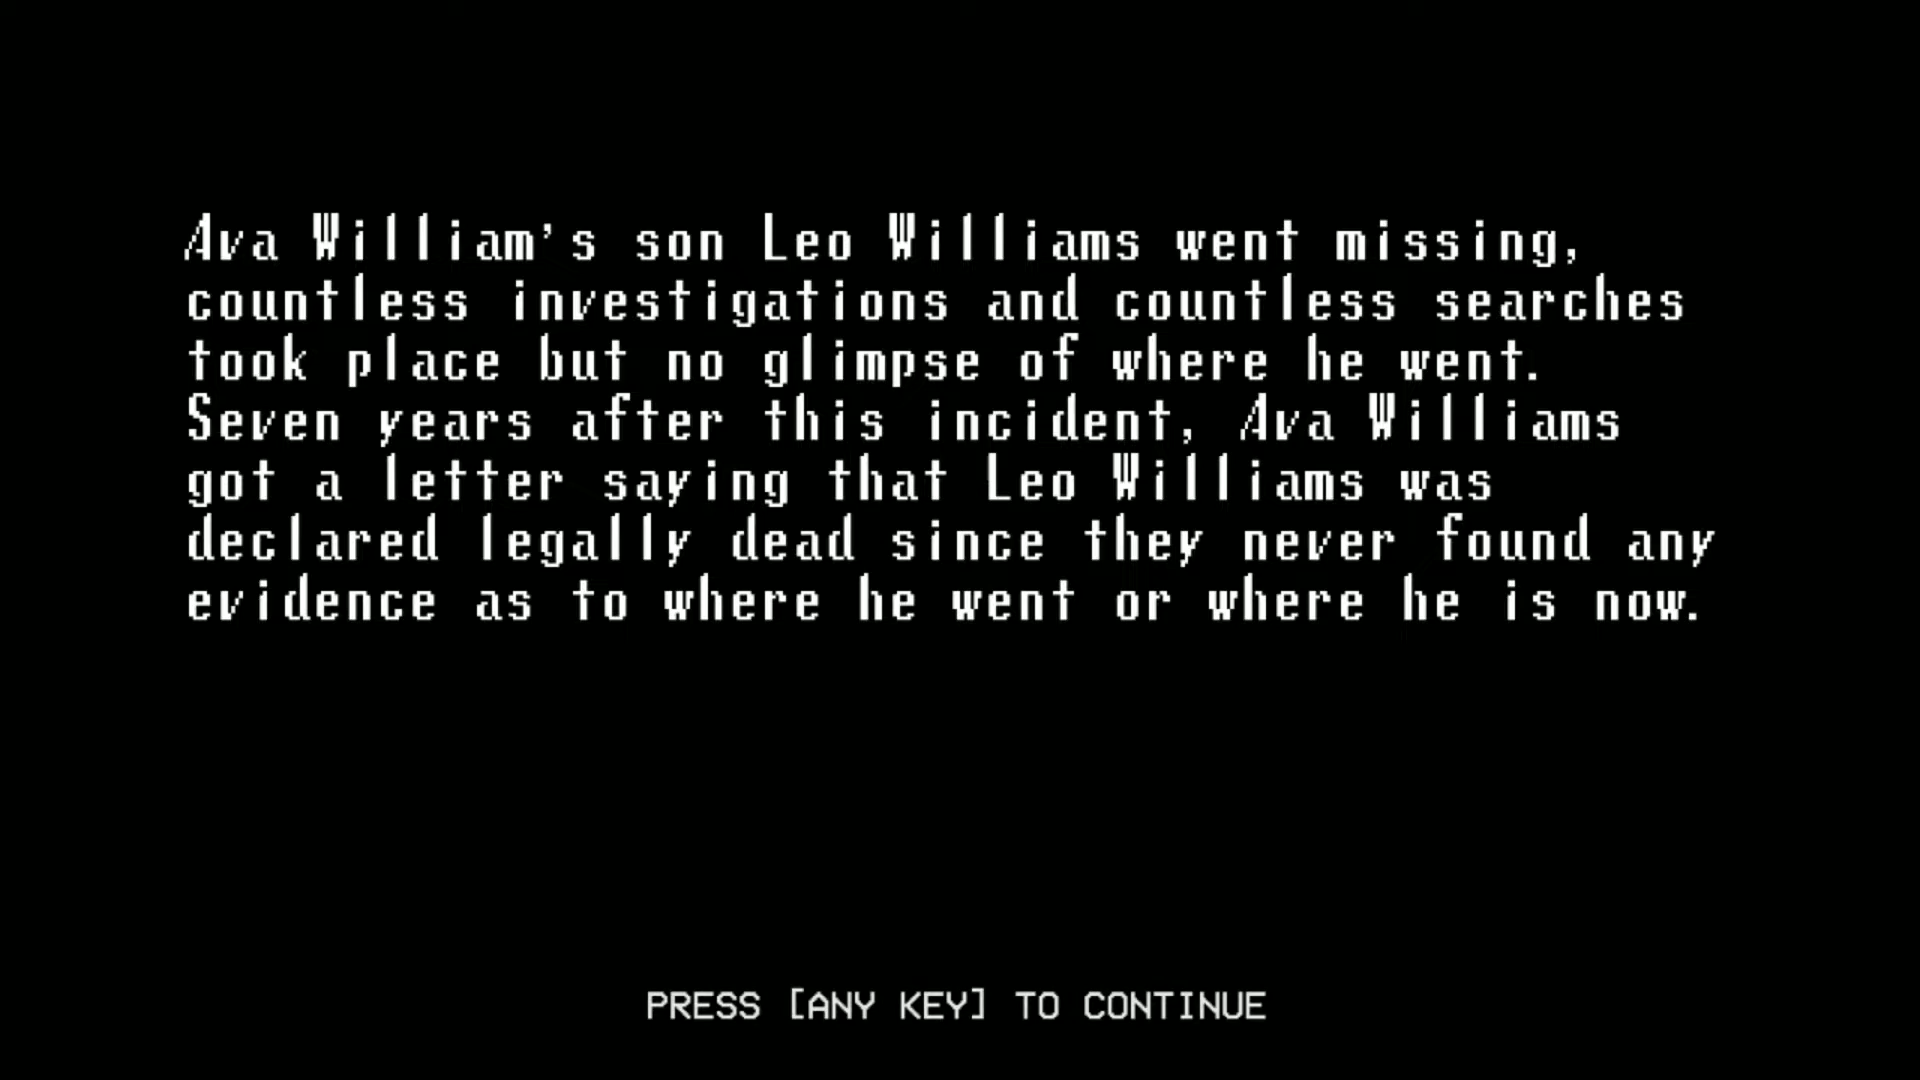 Ava William's son Leo Williams went missing,
countless investigations and countless searches
took place but no glimpse of where he went.
Seven years after this incident, Ava Williams
got a letter saying that Leo Williams was
declared legally dead since they never found any
evidence as to where he went or where he is now.
PRESS [ANY KEY] TO CONTINUE